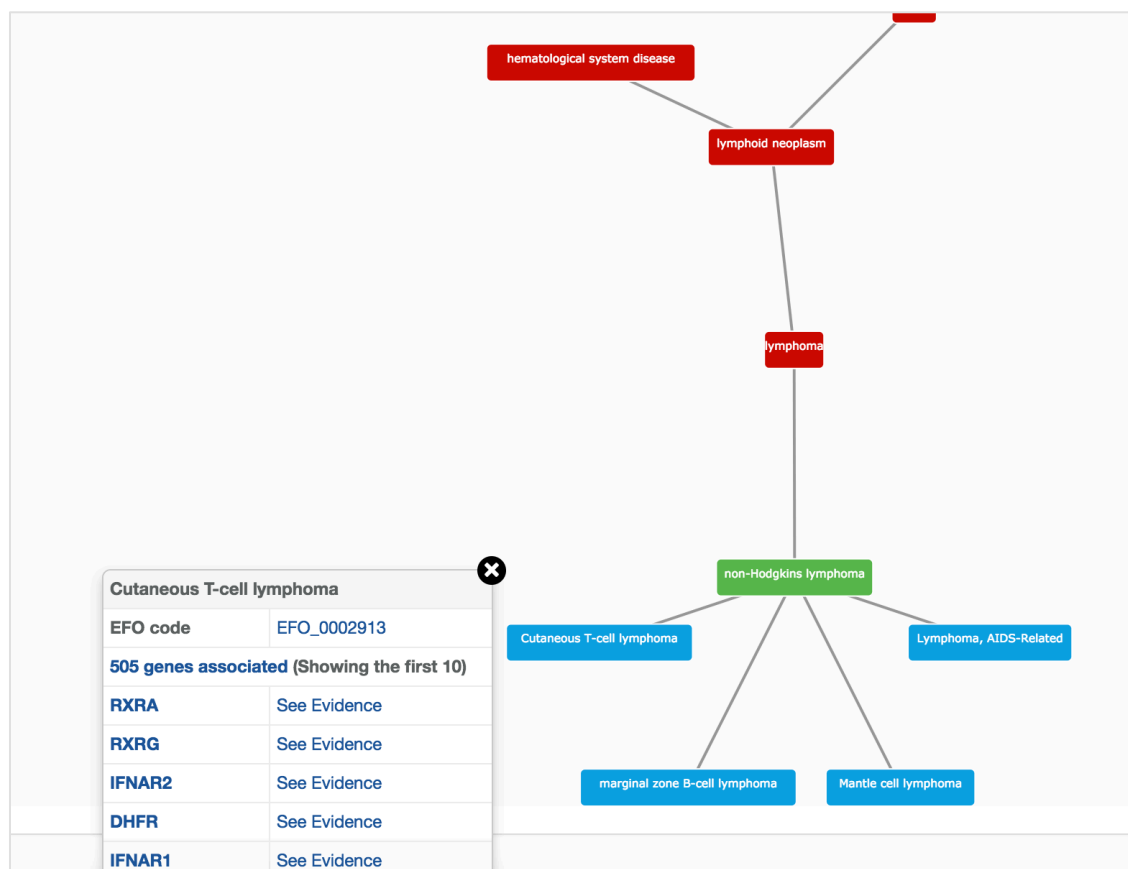 hematological system disease
lymphoid neoplasm
lymphoma
non-Hodgkins lymphoma
Cutaneous T-cell lymphoma
Lymphoma, AIDS-Related
marginal zone B-cell lymphoma
Mantle cell lymphoma
Cutaneous T-cell lymphoma
EFO code EFO_0002913
505 genes associated (Showing the first 10)
RXRA See Evidence
RXRG See Evidence
IFNAR2 See Evidence
DHFR See Evidence
IFNAR1 See Evidence